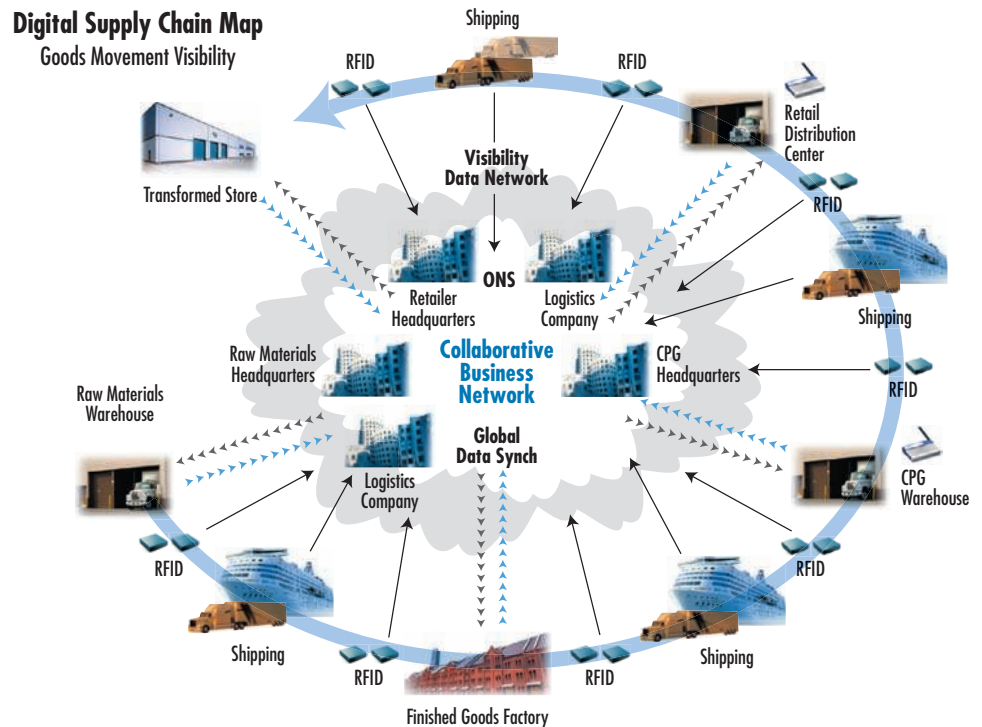 Digital Supply Chain Map
Goods Movement Visibility
Shipping
RFID
RFID
Retail
Distribution
Center
Transformed Store
Visibility
Data Network
RFID
ONS
Retailer
Headquarters
Logistics
Company
Shipping
Raw Materials
Headquarters
Collaborative
Business
Network
CPG
Headquarters
RFID
Raw Materials
Warehouse
Global
Data Synch
Logistics
Company
CPG
Warehouse
RFID
RFID
Shipping
Shipping
RFID
RFID
Finished Goods Factory